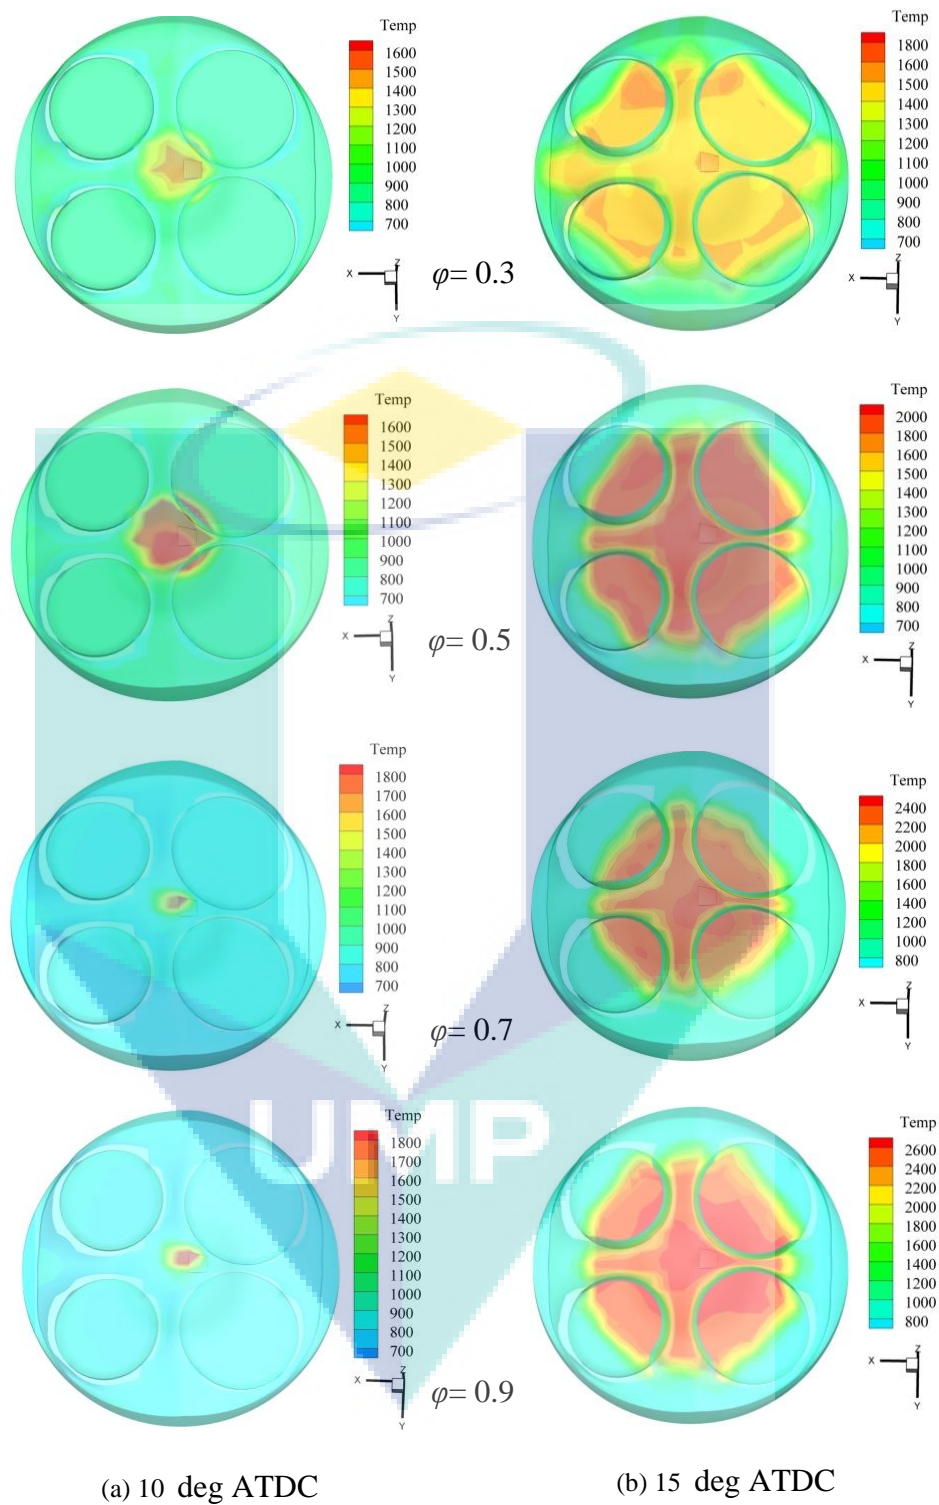 Temp
1600
1500
1400
1300
1200
1100
1000
900
800
700
X
Z
Y
φ= 0.3
Temp
1800
1600
1500
1400
1300
1200
1100
1000
900
800
700
X
Z
Y
Temp
1600
1500
1400
1300
1200
1100
1000
900
800
700
X
Z
Y
φ= 0.5
Temp
2000
1800
1600
1500
1400
1300
1200
1100
1000
900
800
700
X
Z
Y
Temp
1800
1700
1600
1500
1400
1300
1200
1100
1000
900
800
700
X
Z
Y
φ= 0.7
Temp
2400
2200
2000
1800
1600
1400
1200
1000
800
X
Z
Y
UMP
Temp
1800
1700
1600
1500
1400
1300
1200
1100
1000
900
800
700
X
Z
Y
φ= 0.9
Temp
2600
2400
2200
2000
1800
1600
1400
1200
1000
800
X
Z
Y
(a) 10 deg ATDC
(b) 15 deg ATDC